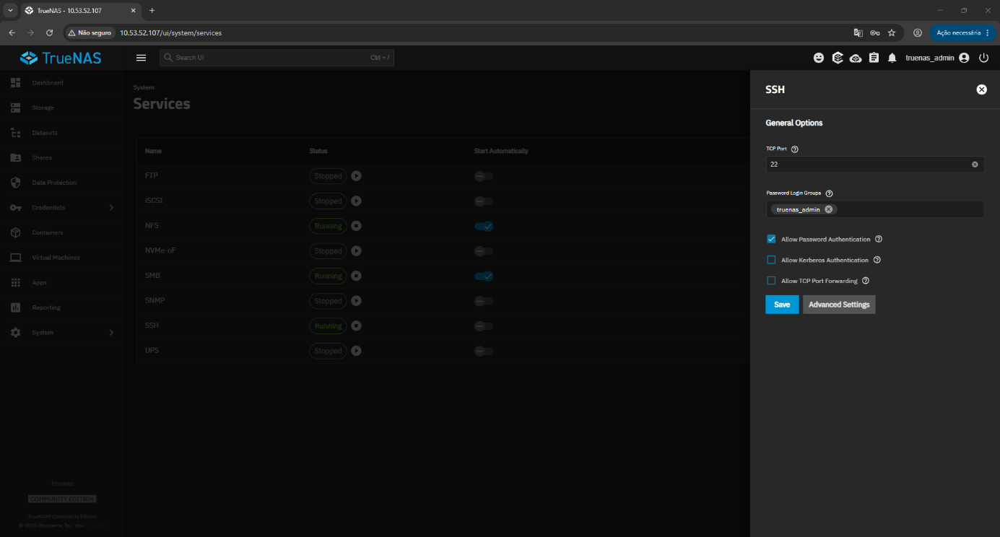 TrueNAS - 10.53.52.107
Não seguro
10.53.52.107/ui/system/services
Ação necessária
TrueNAS
Search UI
Ctrl + /
truenas_admin
Dashboard
Storage
Datasets
Shares
Data Protection
Credentials
Containers
Virtual Machines
Apps
Reporting
System
truenas
COMMUNITY EDITION
TrueNAS® Community Edition
System
Services
Name Status Start Automatically
FTP Stopped
iSCSI Stopped
NFS Running
NVMe-oF Stopped
SMB Running
SNMP Stopped
SSH Running
UPS Stopped
SSH
General Options
TCP Port
22
Password Login Groups
truenas_admin
Allow Password Authentication
Allow Kerberos Authentication
Allow TCP Port Forwarding
Save Advanced Settings